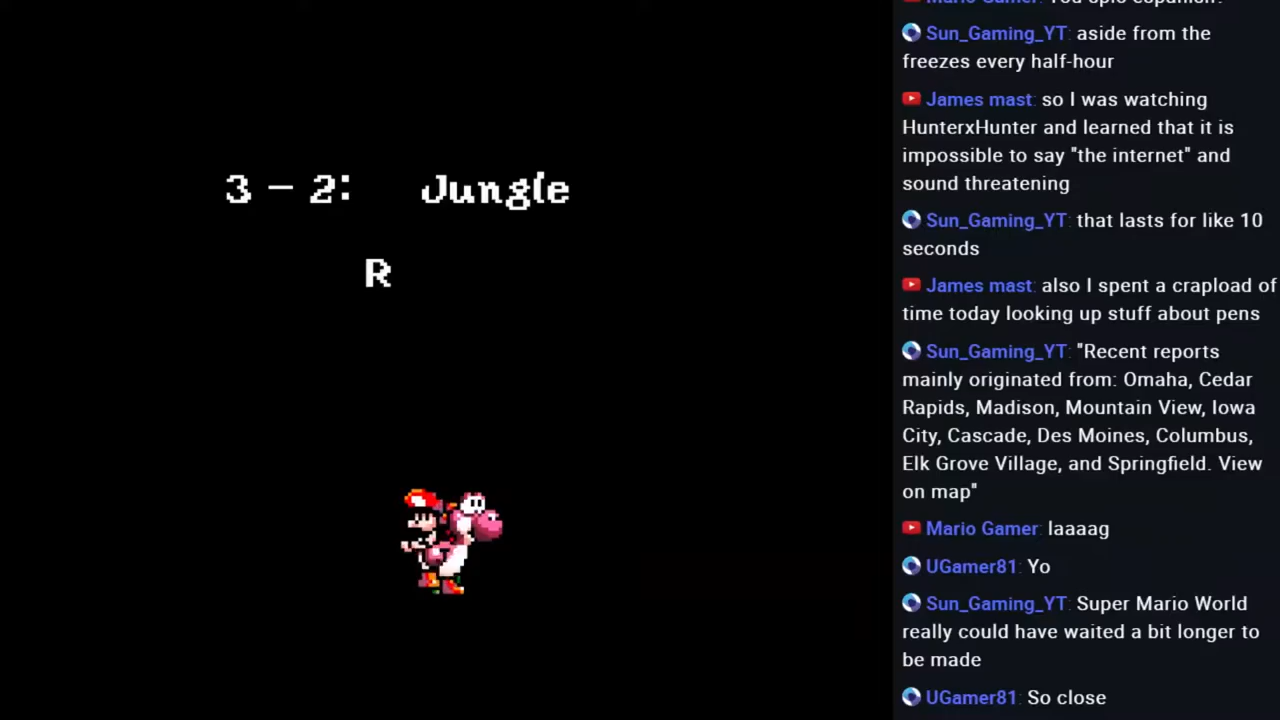 3 - 2: Jungle
R
Sun_Gaming_YT: aside from the
freezes every half-hour
James mast: so I was watching
HunterxHunter and learned that it is
impossible to say "the internet" and
sound threatening
Sun_Gaming_YT: that lasts for like 10
seconds
James mast: also I spent a crapload of
time today looking up stuff about pens
Sun_Gaming_YT: "Recent reports
mainly originated from: Omaha, Cedar
Rapids, Madison, Mountain View, Iowa
City, Cascade, Des Moines, Columbus,
Elk Grove Village, and Springfield. View
on map"
Mario Gamer: laaaag
UGamer81: Yo
Sun_Gaming_YT: Super Mario World
really could have waited a bit longer to
be made
UGamer81: So close